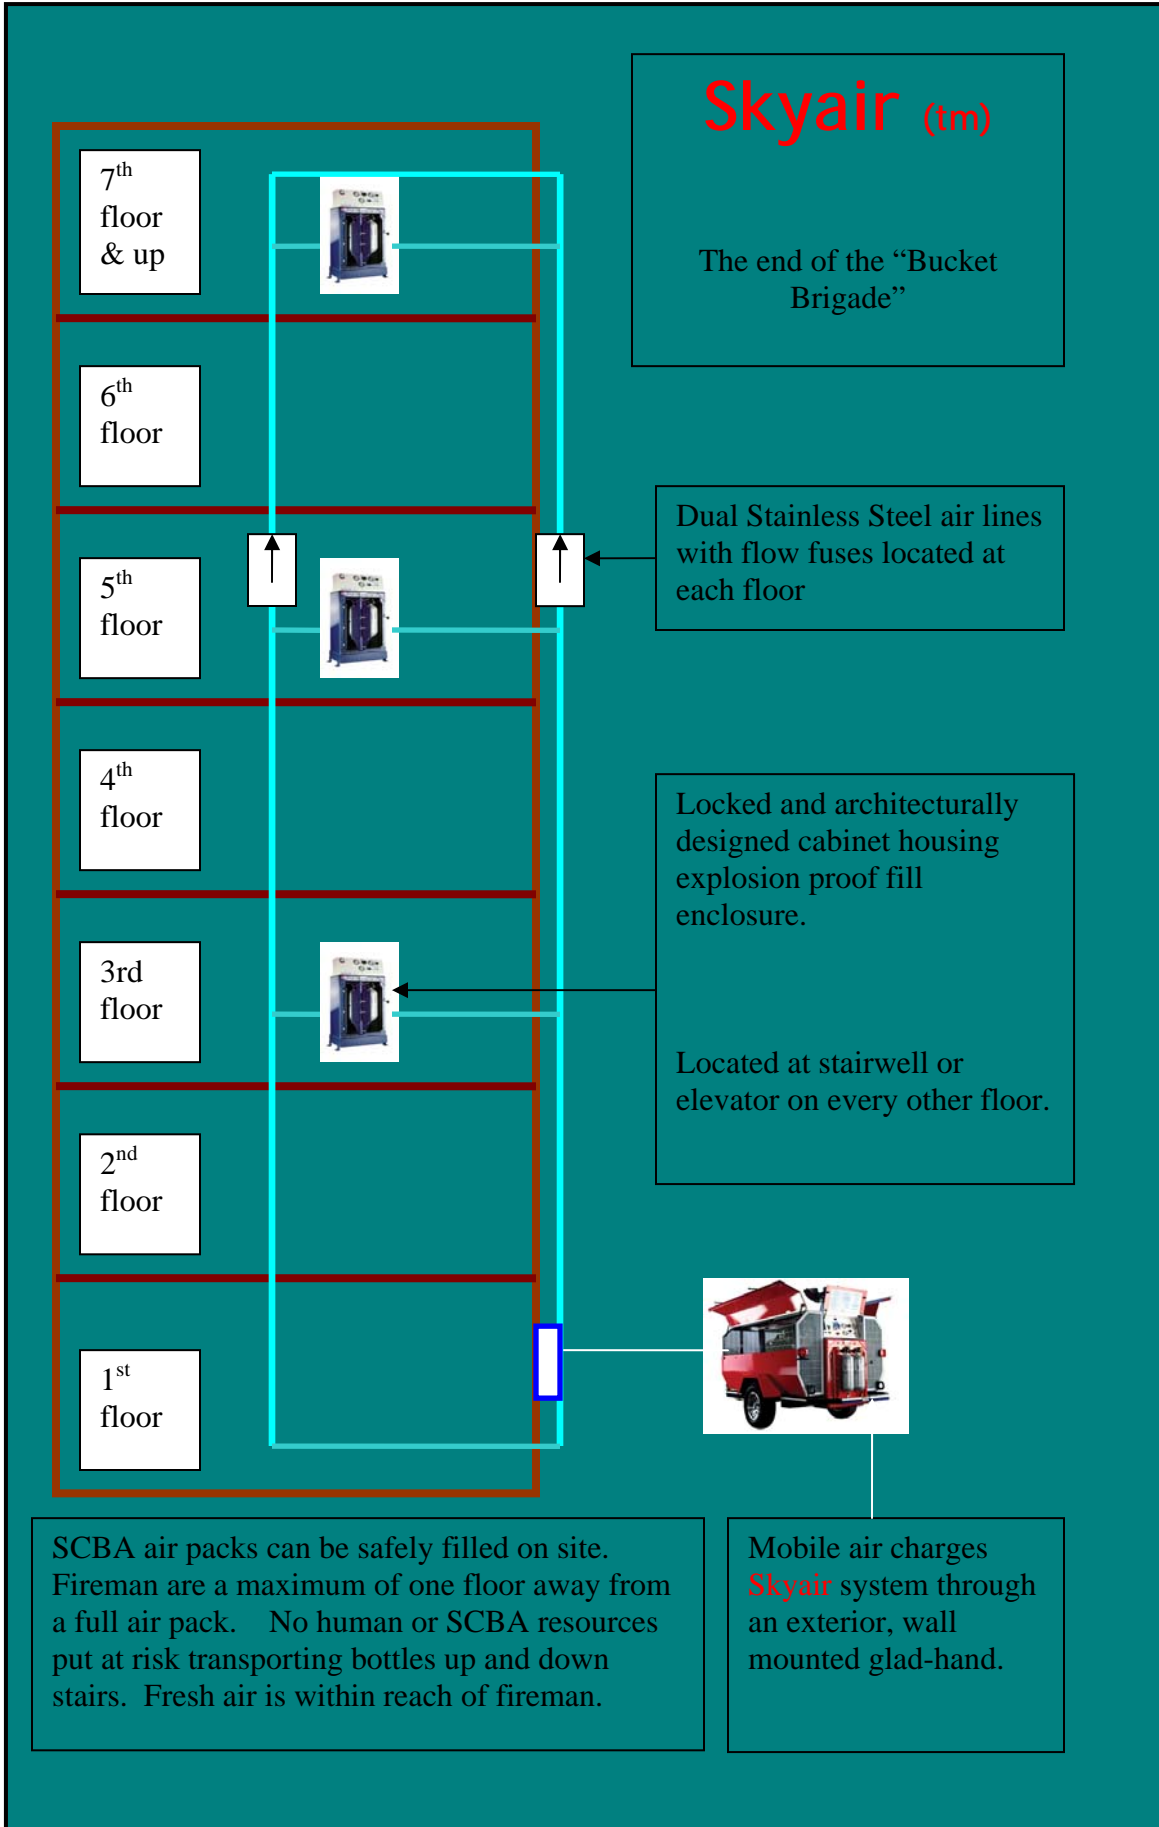 Skyair (tm)
The end of the “Bucket
Brigade”
7th
floor
& up
6th
floor
5th
floor
4th
floor
3rd
floor
2nd
floor
1st
floor
Dual Stainless Steel air lines
with flow fuses located at
each floor
Locked and architecturally
designed cabinet housing
explosion proof fill
enclosure.
Located at stairwell or
elevator on every other floor.
SCBA air packs can be safely filled on site.
Fireman are a maximum of one floor away from
a full air pack.    No human or SCBA resources
put at risk transporting bottles up and down
stairs.  Fresh air is within reach of fireman.
Mobile air charges
Skyair system through
an exterior, wall
mounted glad-hand.